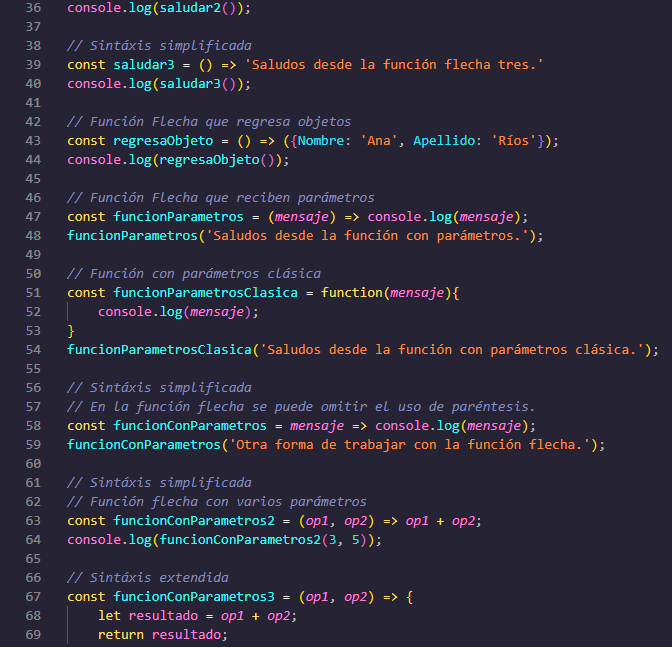 36 console.log(saludar2());
37
38 // Sintáxis simplificada
39 const saludar3 = () => 'Saludos desde la función flecha tres.'
40 console.log(saludar3());
41
42 // Función Flecha que regresa objetos
43 const regresaObjeto = () => ({Nombre: 'Ana', Apellido: 'Ríos'});
44 console.log(regresaObjeto());
45
46 // Función Flecha que reciben parámetros
47 const funcionParametros = (mensaje) => console.log(mensaje);
48 funcionParametros('Saludos desde la función con parámetros.');
49
50 // Función con parámetros clásica
51 const funcionParametrosClasica = function(mensaje){
52     console.log(mensaje);
53 }
54 funcionParametrosClasica('Saludos desde la función con parámetros clásica.');
55
56 // Sintáxis simplificada
57 // En la función flecha se puede omitir el uso de paréntesis.
58 const funcionConParametros = mensaje => console.log(mensaje);
59 funcionConParametros('Otra forma de trabajar con la función flecha.');
60
61 // Sintáxis simplificada
62 // Función flecha con varios parámetros
63 const funcionConParametros2 = (op1, op2) => op1 + op2;
64 console.log(funcionConParametros2(3, 5));
65
66 // Sintáxis extendida
67 const funcionConParametros3 = (op1, op2) => {
68     let resultado = op1 + op2;
69     return resultado;